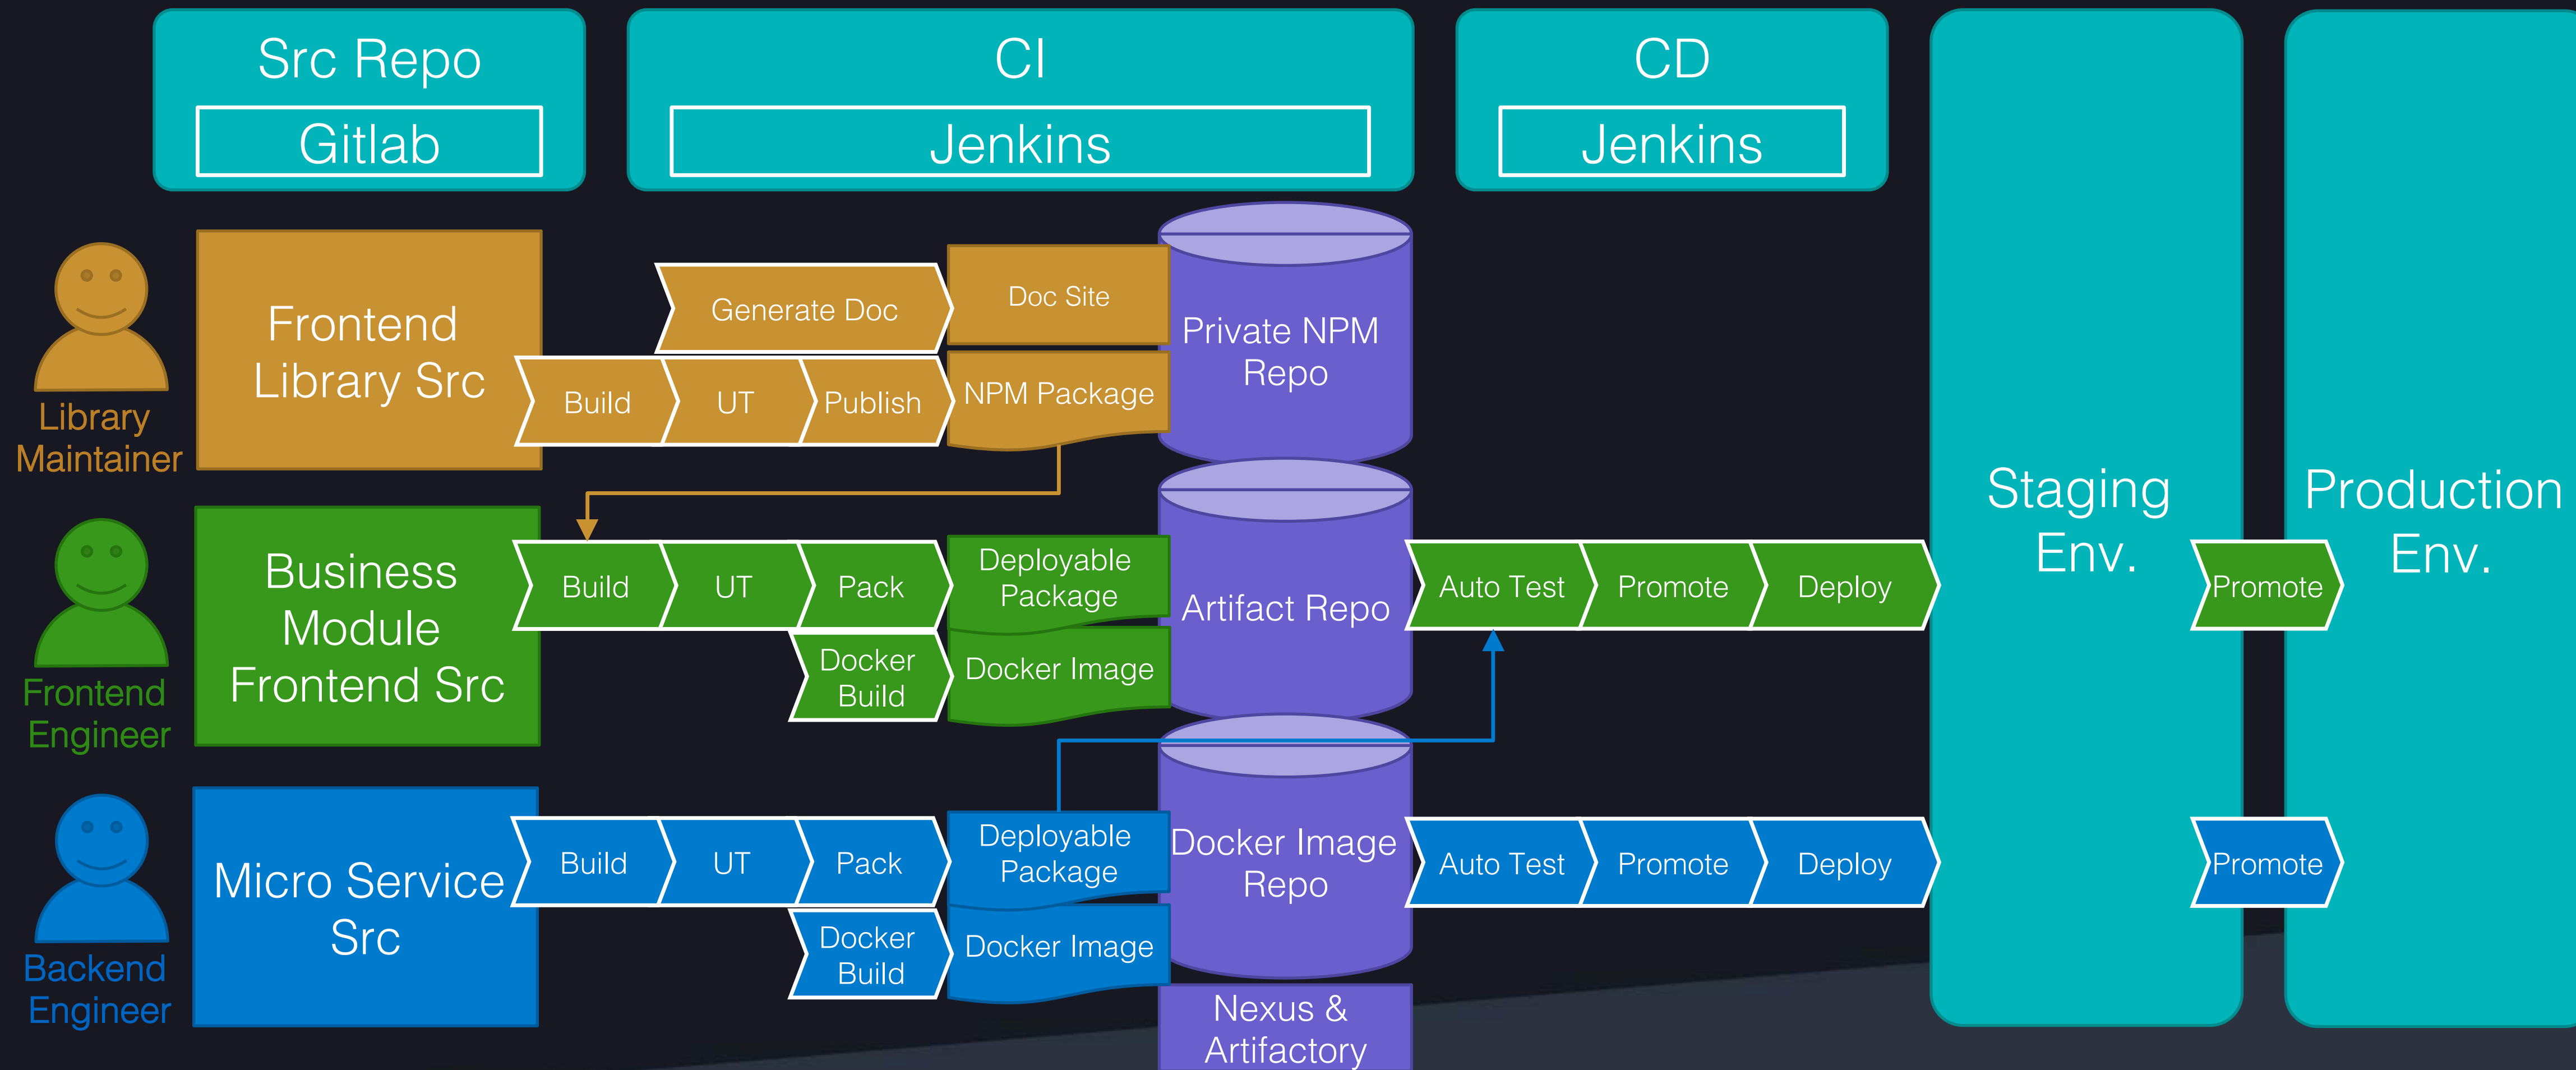 Src Repo
Gitlab
CI
Jenkins
CD
Jenkins
Staging
Env.
Production
Env.
Library
Maintainer
Frontend
Library Src
Generate Doc
Doc Site
Build
UT
Publish
NPM Package
Private NPM
Repo
Frontend
Engineer
Business
Module
Frontend Src
Build
UT
Pack
Deployable
Package
Docker
Build
Docker Image
Artifact Repo
Auto Test
Promote
Deploy
Promote
Backend
Engineer
Micro Service
Src
Build
UT
Pack
Deployable
Package
Docker
Build
Docker Image
Docker Image
Repo
Auto Test
Promote
Deploy
Promote
Nexus &
Artifactory